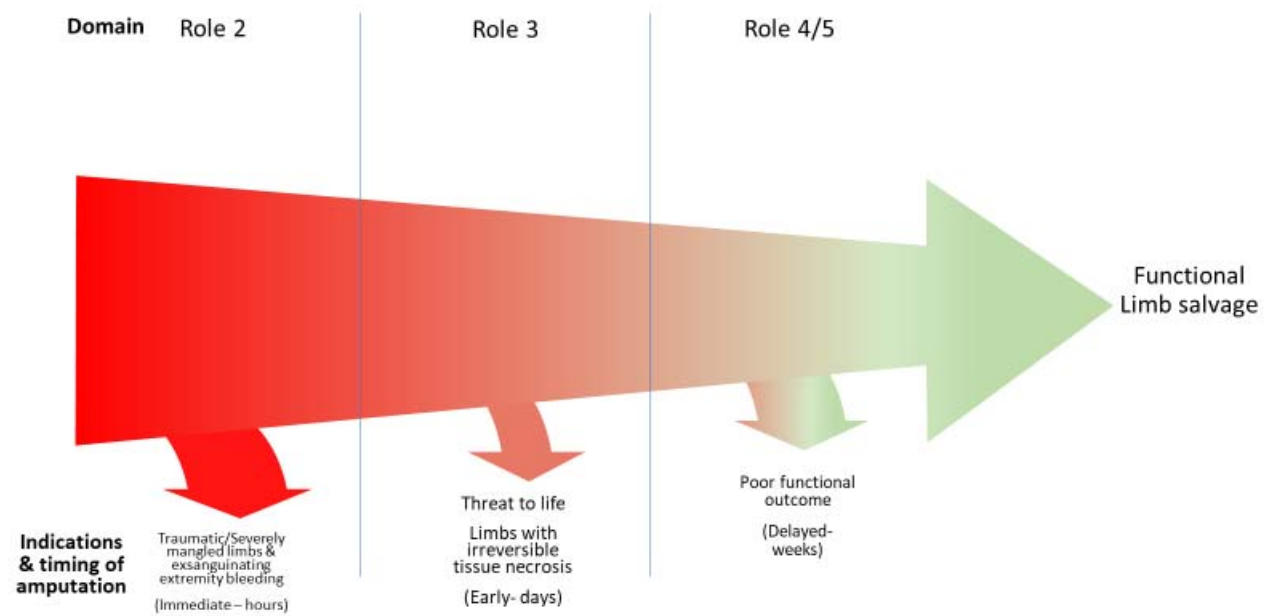 Domain Role 2 Role 3 Role 4/5
Functional
Limb salvage
Indications
& timing of
amputation
Traumatic/Severely
mangled limbs &
exsanguinating
extremity bleeding
(Immediate – hours)
Threat to life
Limbs with
irreversible
tissue necrosis
(Early- days)
Poor functional
outcome
(Delayed-
weeks)